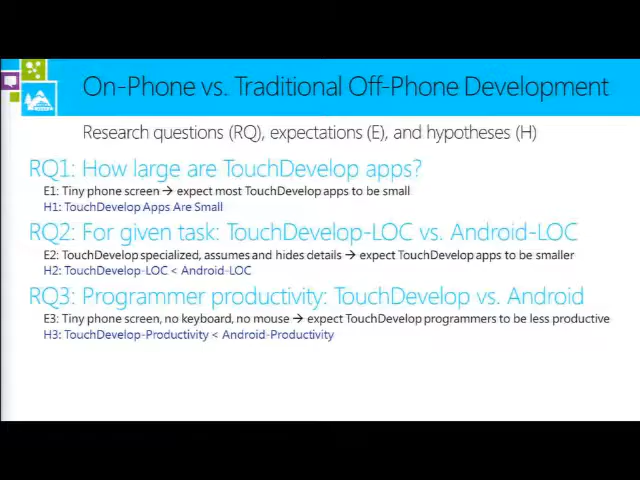 On-Phone vs. Traditional Off-Phone Development
Research questions (RQ), expectations (E), and hypotheses (H)
RQ1: How large are TouchDevelop apps?
E1: Tiny phone screen → expect most TouchDevelop apps to be small
H1: TouchDevelop Apps Are Small
RQ2: For given task: TouchDevelop-LOC vs. Android-LOC
E2: TouchDevelop specialized, assumes and hides details → expect TouchDevelop apps to be smaller
H2: TouchDevelop-LOC < Android-LOC
RQ3: Programmer productivity: TouchDevelop vs. Android
E3: Tiny phone screen, no keyboard, no mouse → expect TouchDevelop programmers to be less productive
H3: TouchDevelop-Productivity < Android-Productivity